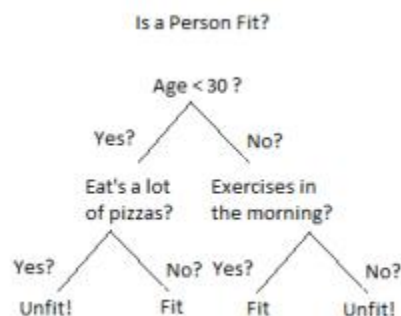 Is a Person Fit?
Age < 30 ?
Yes? No?
Eat's a lot Exercises in
of pizzas? the morning?
Yes? No? Yes? No?
Unfit! Fit Fit Unfit!